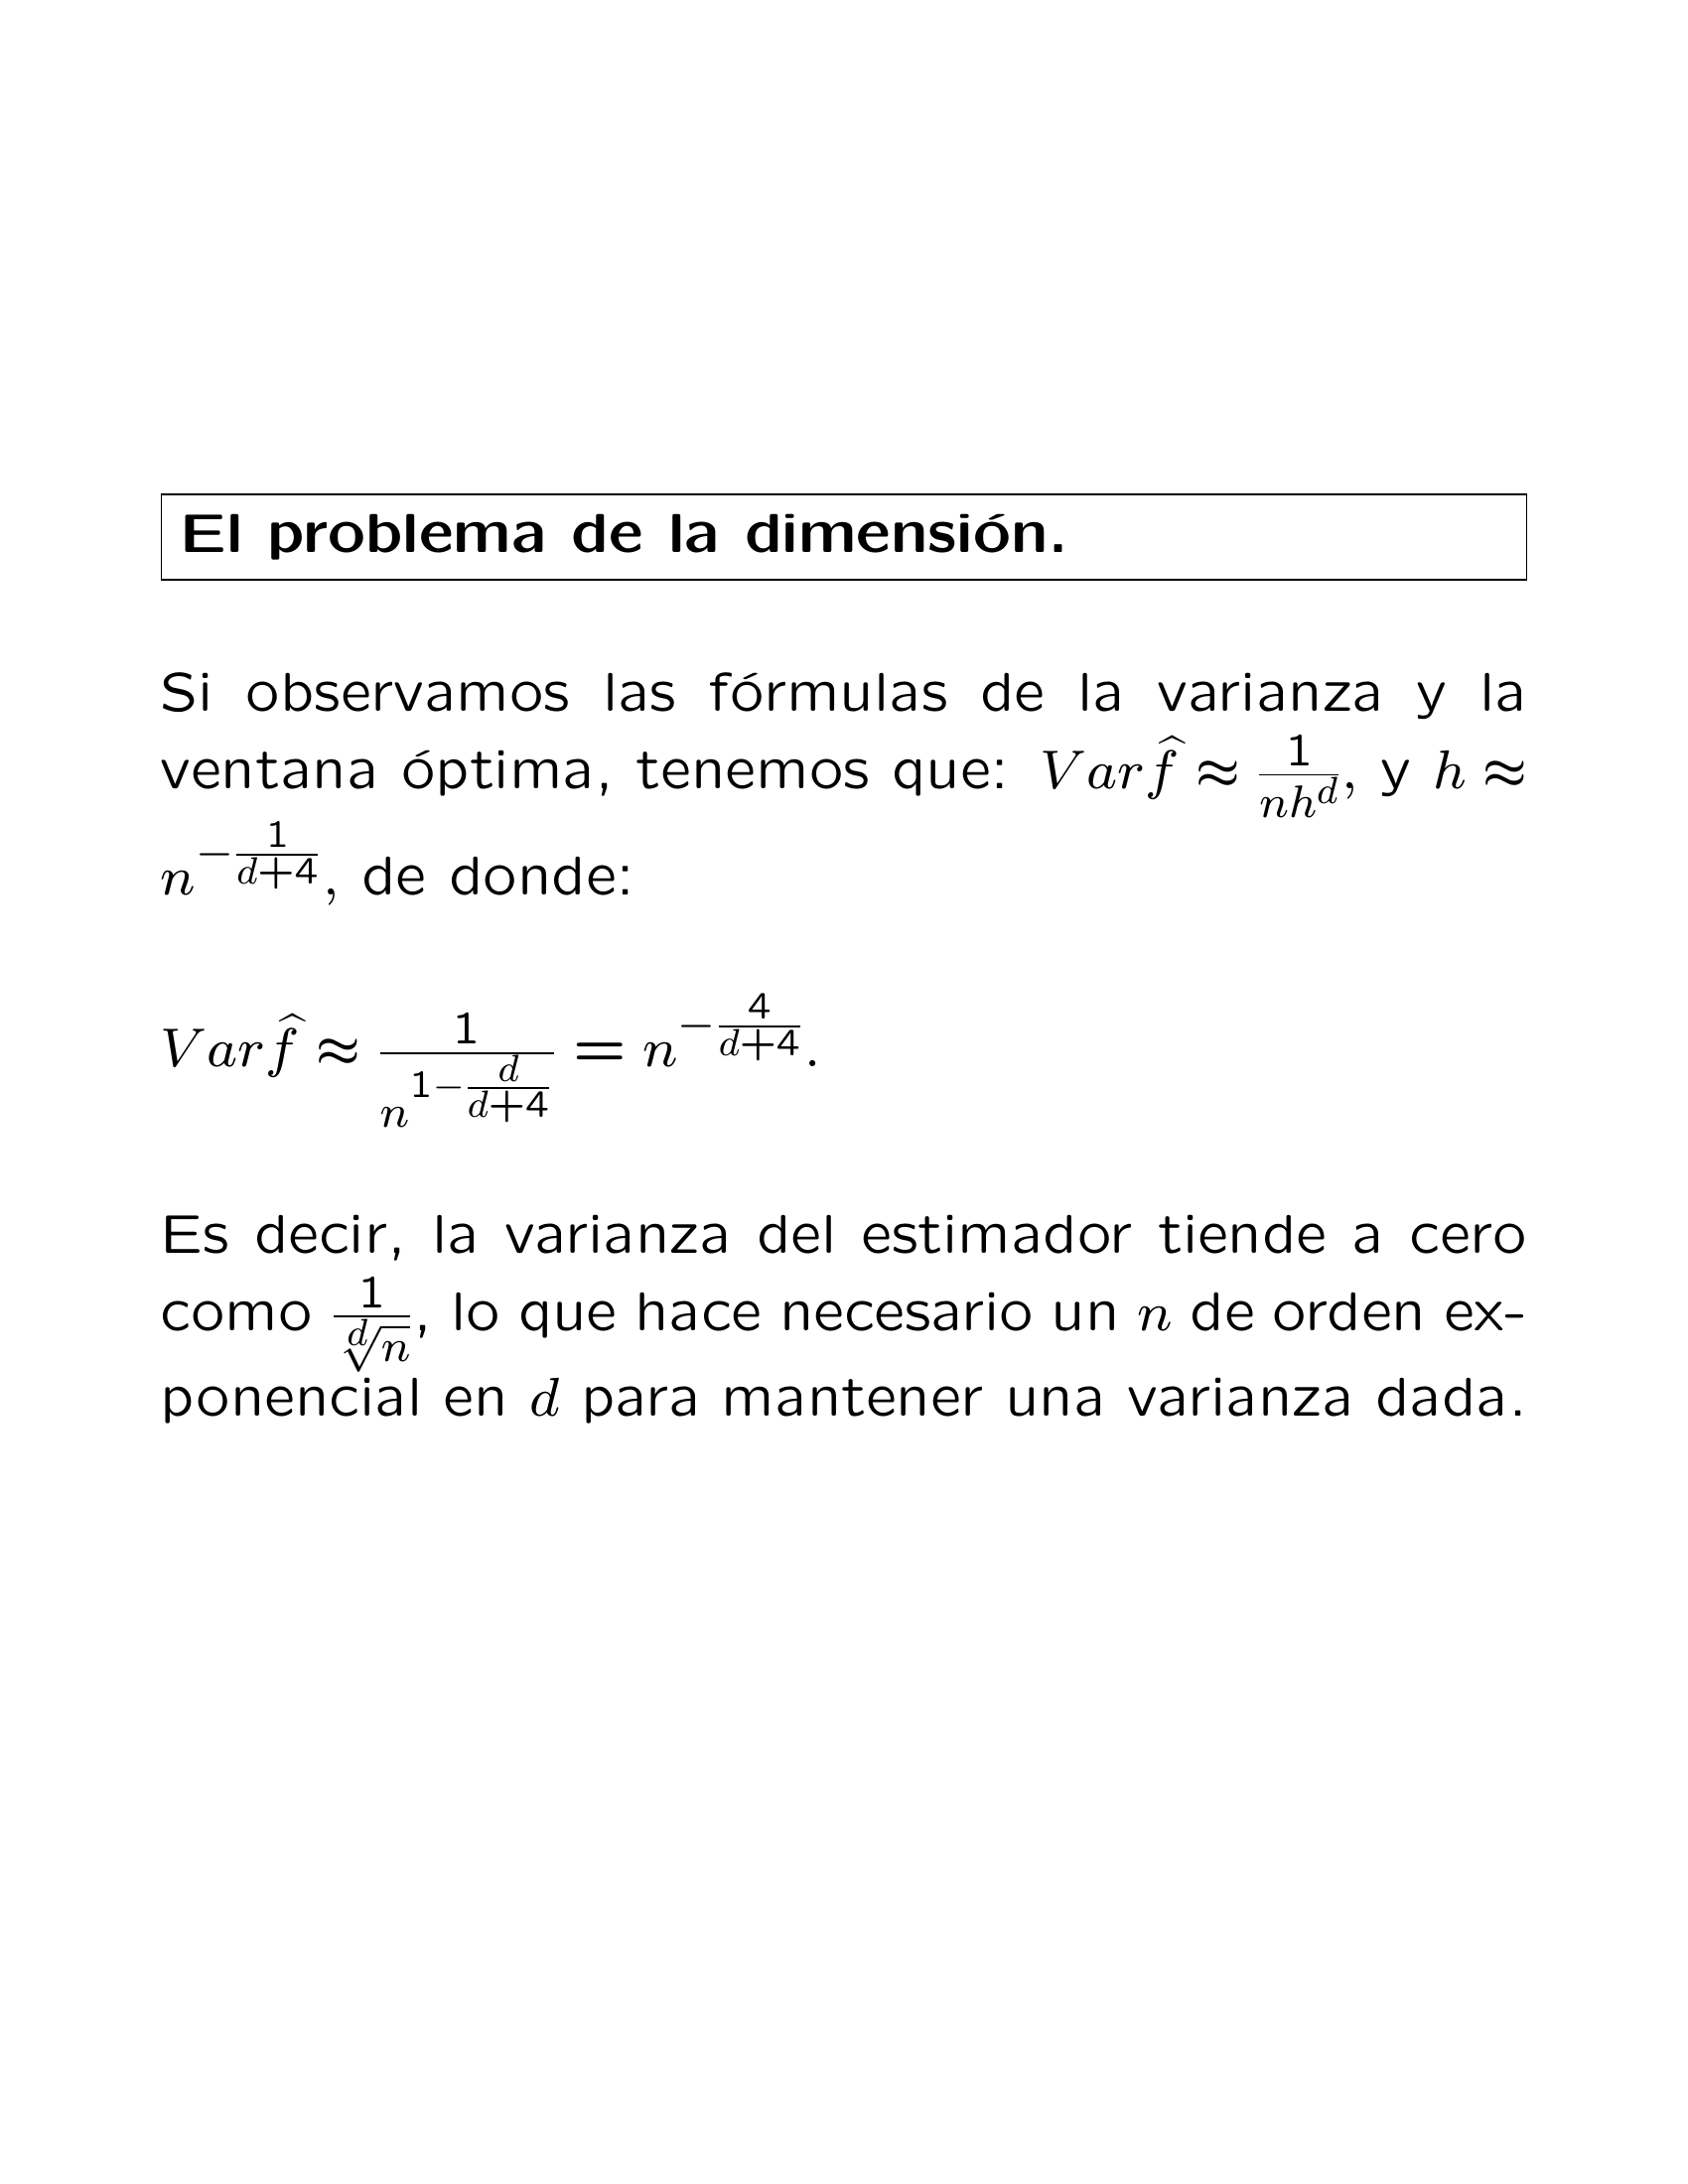 El problema de la dimensión.
Si observamos las fórmulas de la varianza y la
ventana óptima, tenemos que: $Var\widehat{f} \approx \frac{1}{nh^d}$, y $h \approx$
$n^{-\frac{1}{d+4}}$, de donde:
$Var\widehat{f} \approx \frac{1}{n^{1-\frac{d}{d+4}}} = n^{-\frac{4}{d+4}}$.
Es decir, la varianza del estimador tiende a cero
como $\frac{1}{\sqrt[d]{n}}$, lo que hace necesario un $n$ de orden ex-
ponencial en $d$ para mantener una varianza dada.